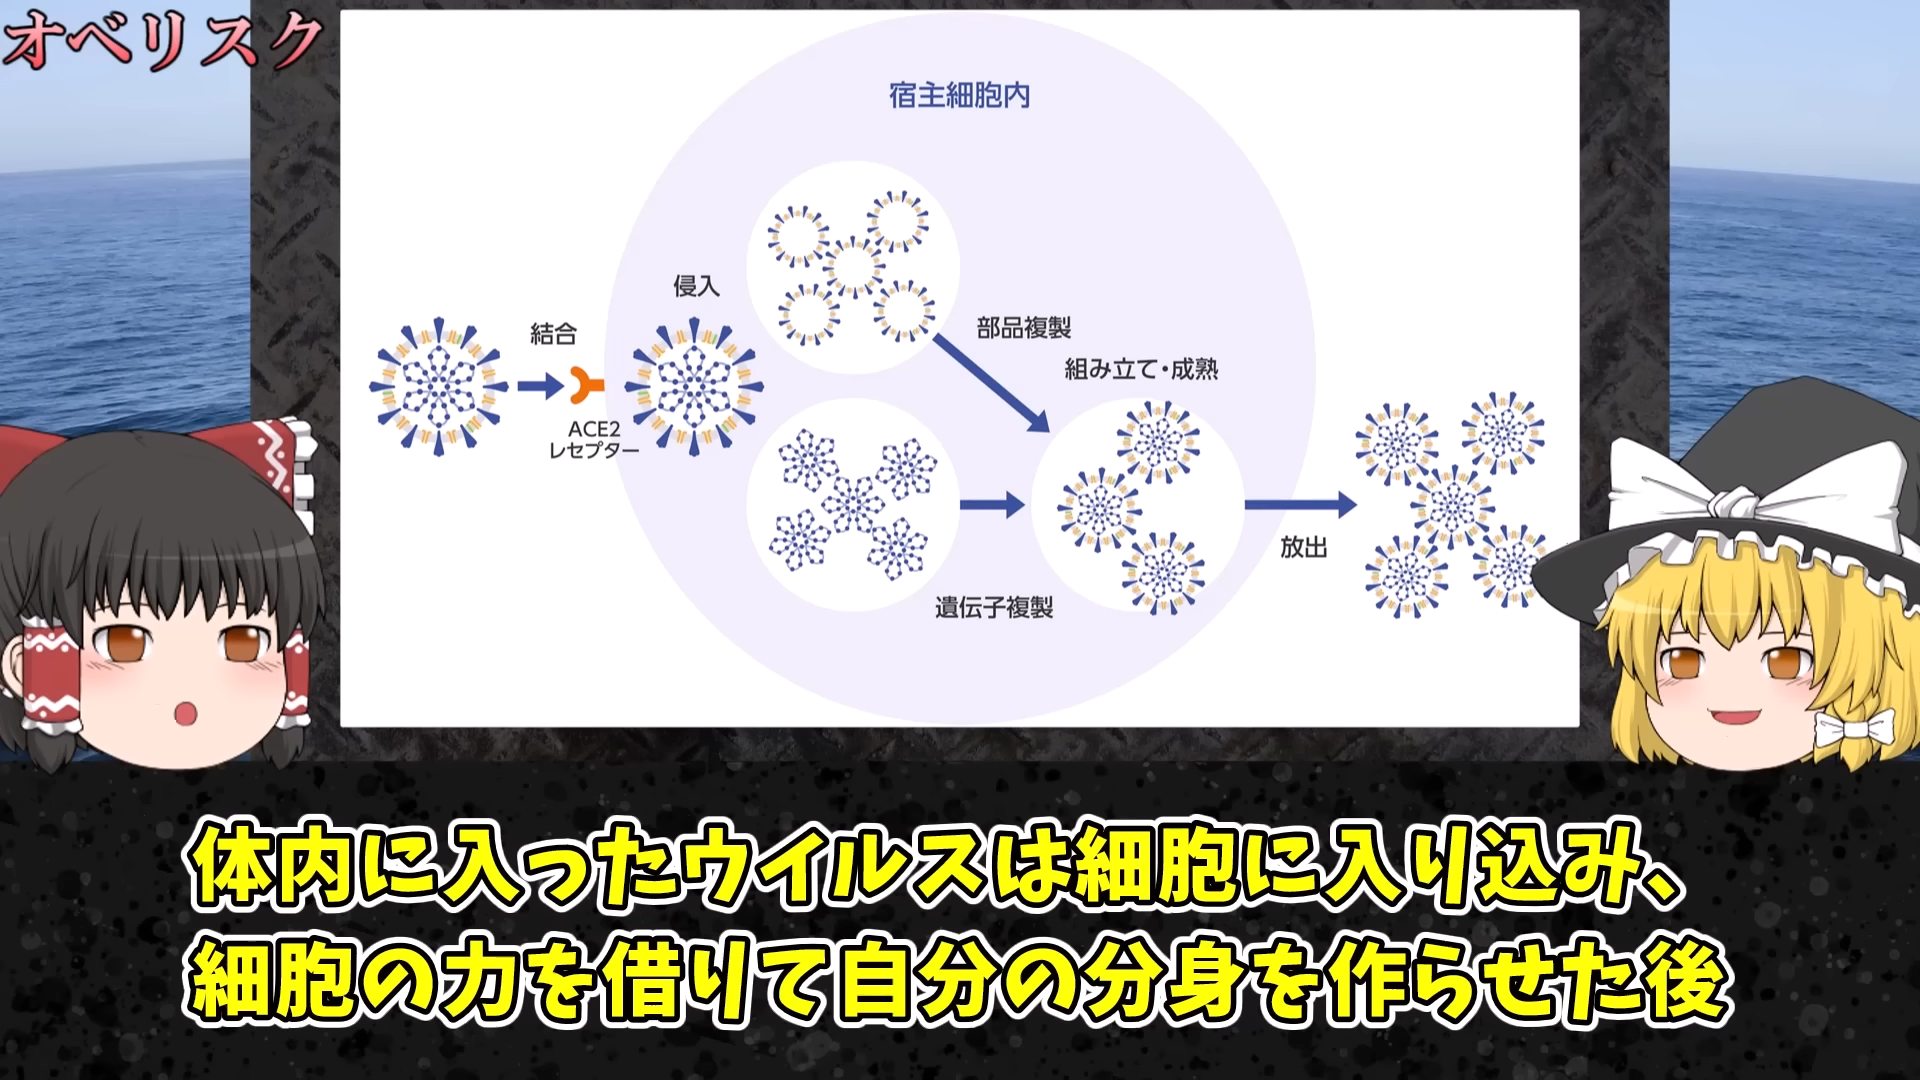 オベリスク
宿主細胞内
侵入
結合
ACE2
レセプター
部品複製
組み立て・成熟
遺伝子複製
放出
体内に入ったウイルスは細胞に入り込み、
細胞の力を借りて自分の分身を作らせた後